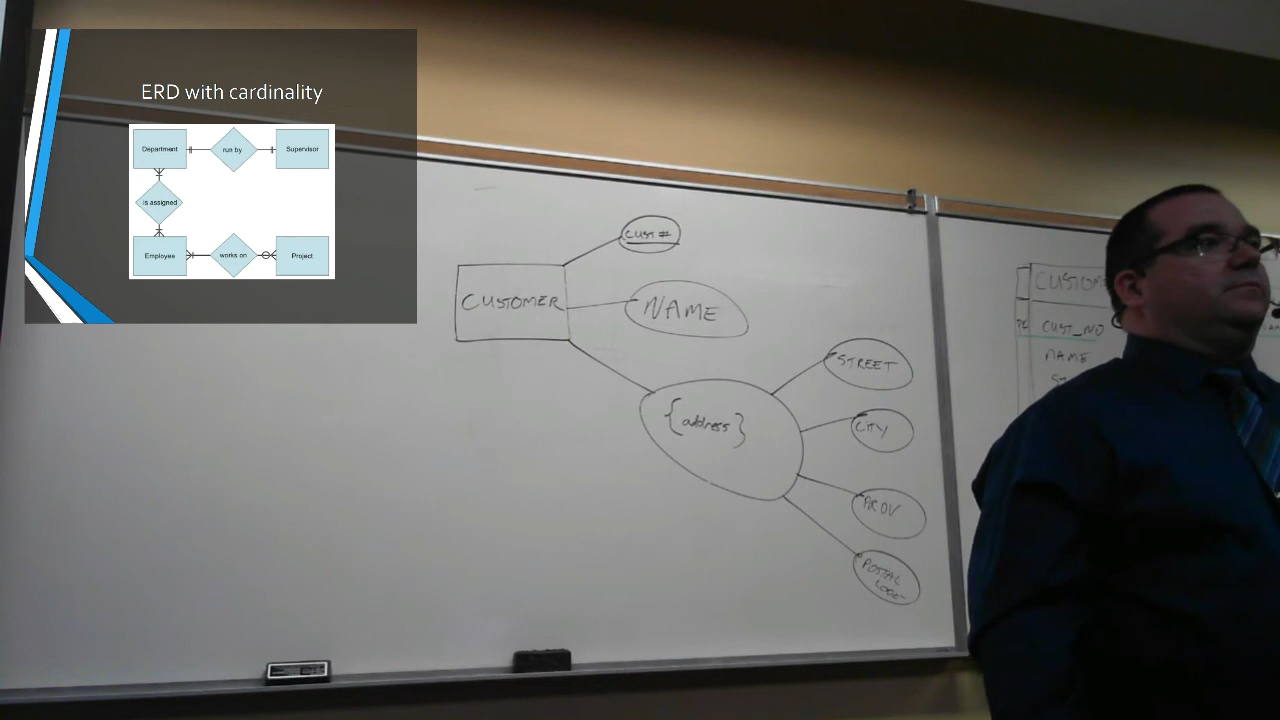 ERD with cardinality
Department
run by
Supervisor
is assigned
Employee
works on
Project
CUST #
CUSTOMER
NAME
{address}
STREET
CITY
PROV
POSTAL
CODE
CUSTOM
CUST_NO
NAME